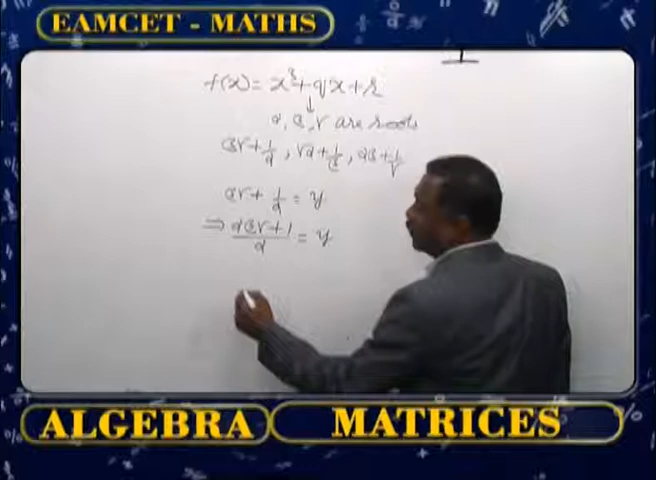 EAMCET - MATHS
f(x) = x³ + qx + r
↓
α, β, γ are roots
βγ + 1/α , γα + 1/β , αβ + 1/γ
βγ + 1/α = y
⇒ αβγ + 1 / α = y
ALGEBRA MATRICES